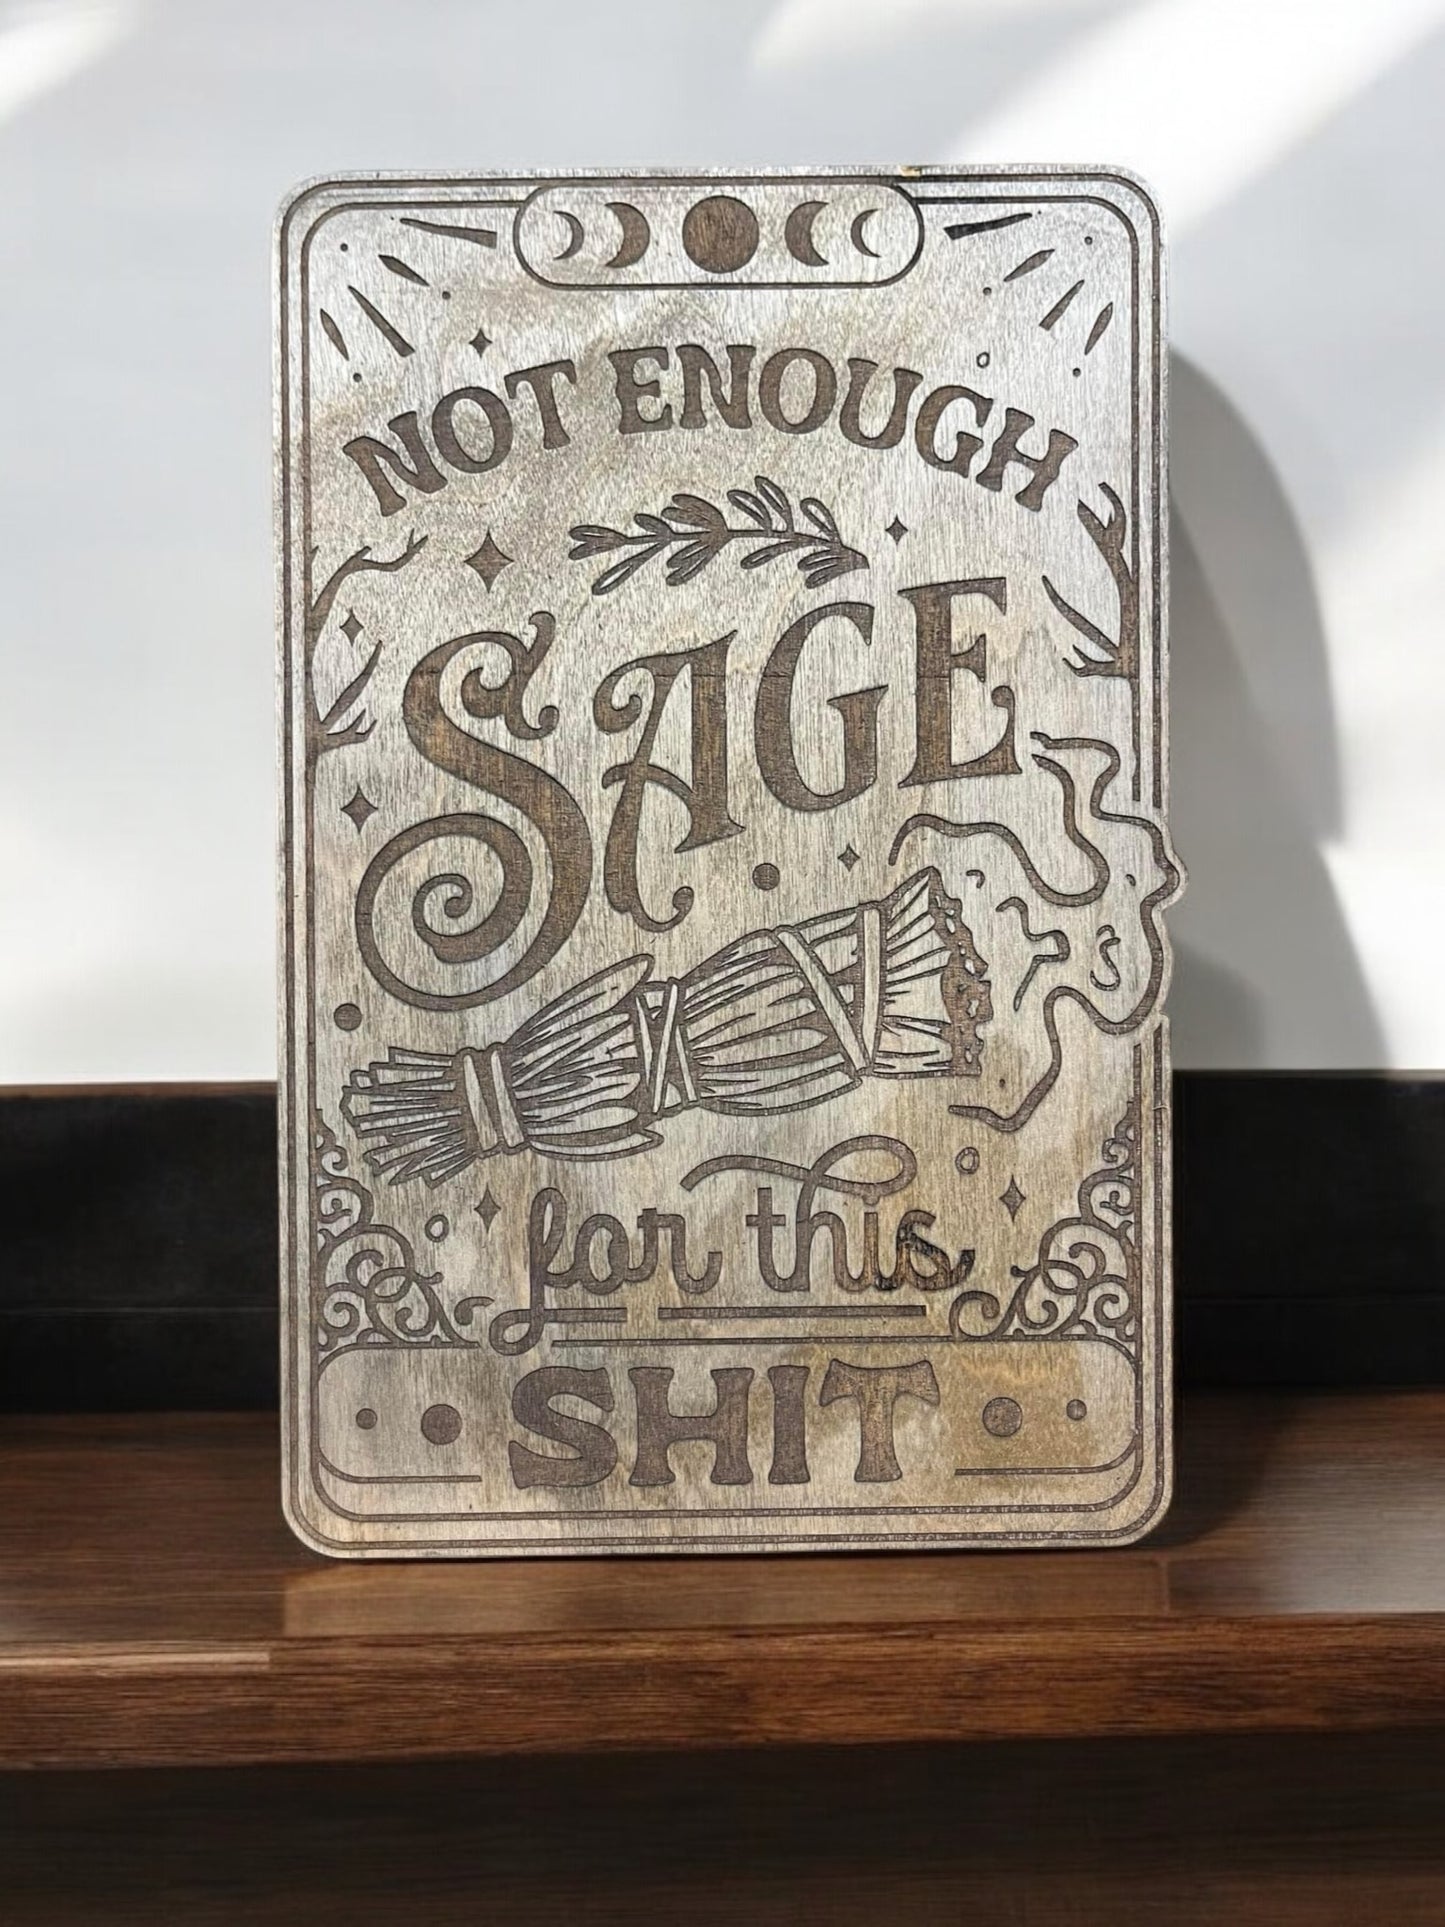 NOT ENOUGH
SAGE
for this
SHIT